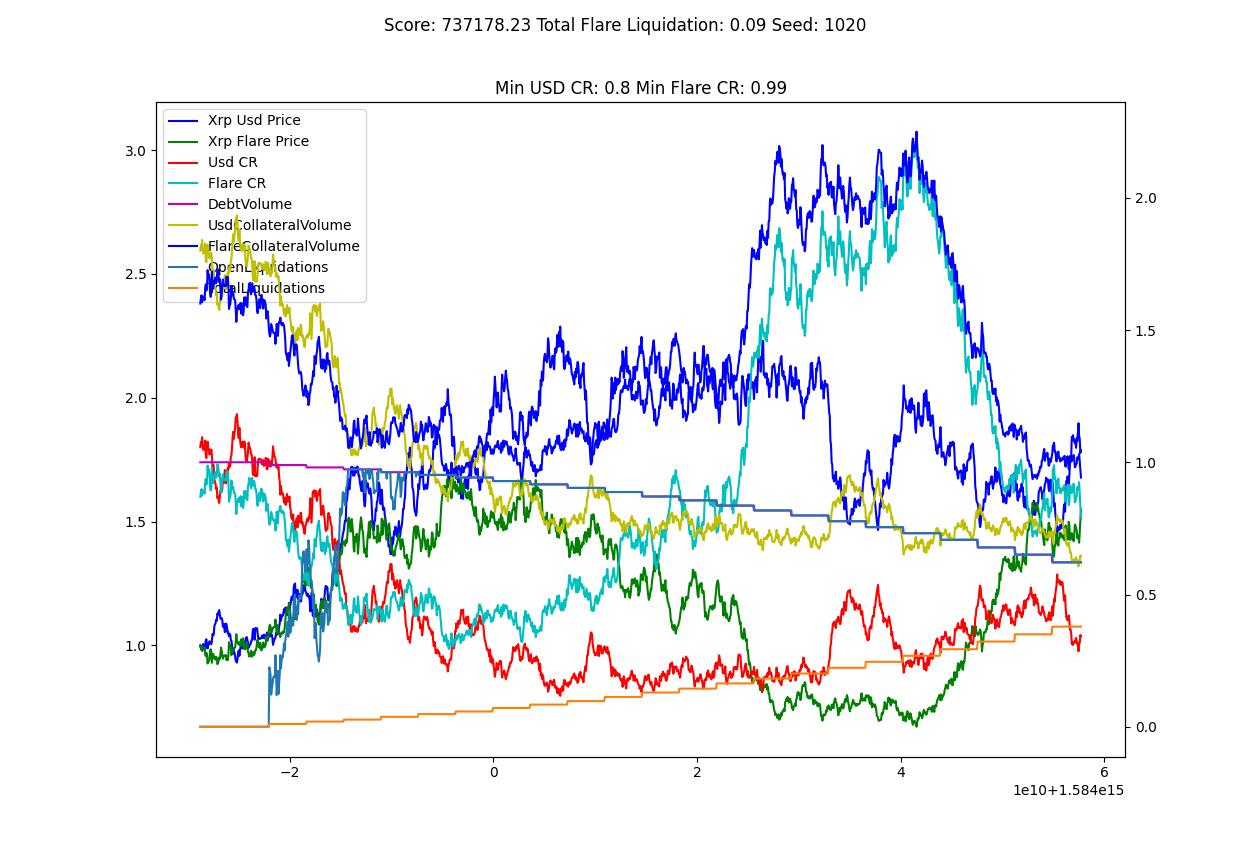 Score: 737178.23 Total Flare Liquidation: 0.09 Seed: 1020
Min USD CR: 0.8 Min Flare CR: 0.99
Xrp Usd Price
Xrp Flare Price
Usd CR
Flare CR
DebtVolume
UsdCollateralVolume
FlareCollateralVolume
OpenLiquidations
TotalLiquidations
3.0
2.5
2.0
1.5
1.0
2.0
1.5
1.0
0.5
0.0
−2
0
2
4
6
1e10+1.584e15